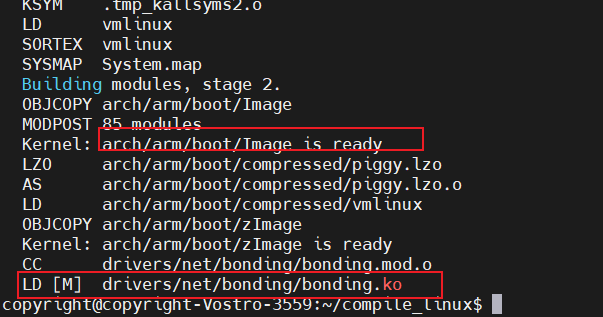 KSYM    .tmp_kallsyms2.o
LD      vmlinux
SORTEX  vmlinux
SYSMAP  System.map
Building modules, stage 2.
OBJCOPY arch/arm/boot/Image
MODPOST 85 modules
Kernel: arch/arm/boot/Image is ready
LZO     arch/arm/boot/compressed/piggy.lzo
AS      arch/arm/boot/compressed/piggy.lzo.o
LD      arch/arm/boot/compressed/vmlinux
OBJCOPY arch/arm/boot/zImage
Kernel: arch/arm/boot/zImage is ready
CC      drivers/net/bonding/bonding.mod.o
LD [M]  drivers/net/bonding/bonding.ko
copyright@copyright-Vostro-3559:~/compile_linux$